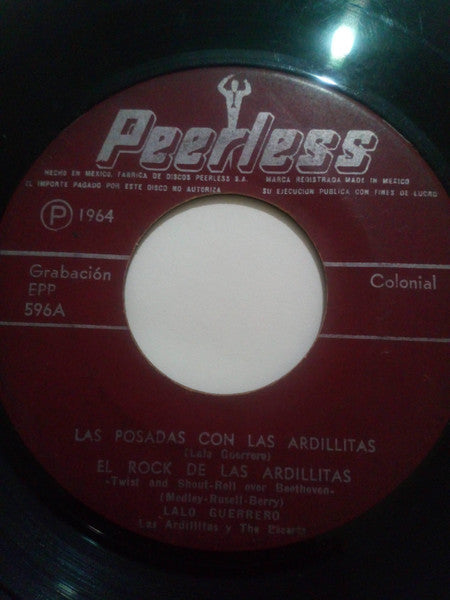 Peerless
HECHO EN MEXICO. FABRICA DE DISCOS PEERLESS S.A. MARCA REGISTRADA MADE IN MEXICO
EL IMPORTE PAGADO POR ESTE DISCO NO AUTORIZA SU EJECUCION PUBLICA CON FINES DE LUCRO
Ⓟ 1964
Grabación Colonial
EPP
596A
LAS POSADAS CON LAS ARDILLITAS
(Lalo Guerrero)
EL ROCK DE LAS ARDILLITAS
-Twist and Shout-Roll over Beethoven-
(Medley-Rusell-Berry)
LALO GUERRERO
Las Ardillitas y The